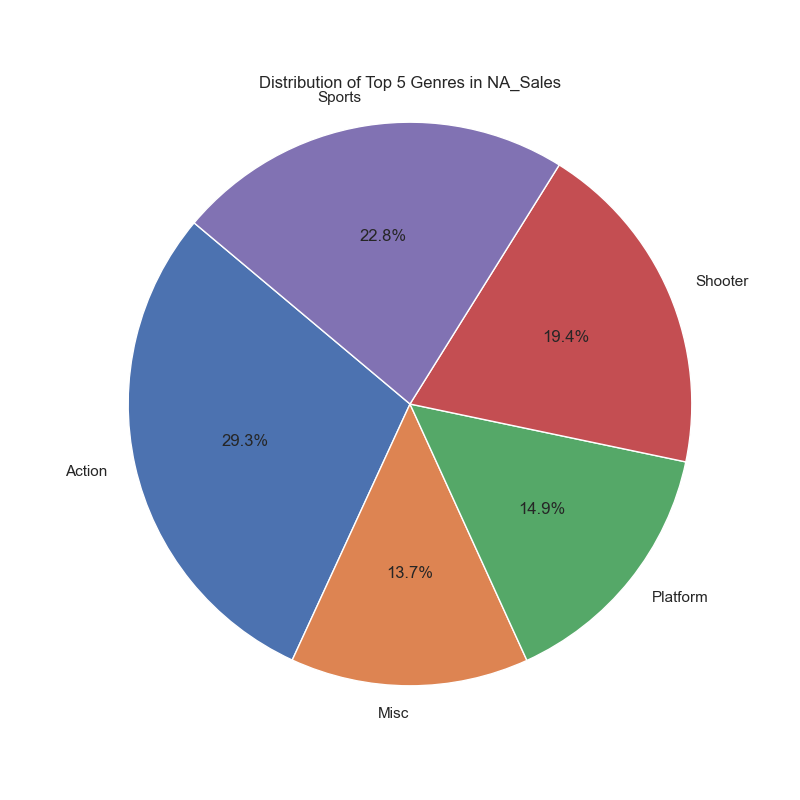 Distribution of Top 5 Genres in NA_Sales
Sports
22.8%
Shooter
19.4%
29.3%
Action
14.9%
13.7%
Platform
Misc